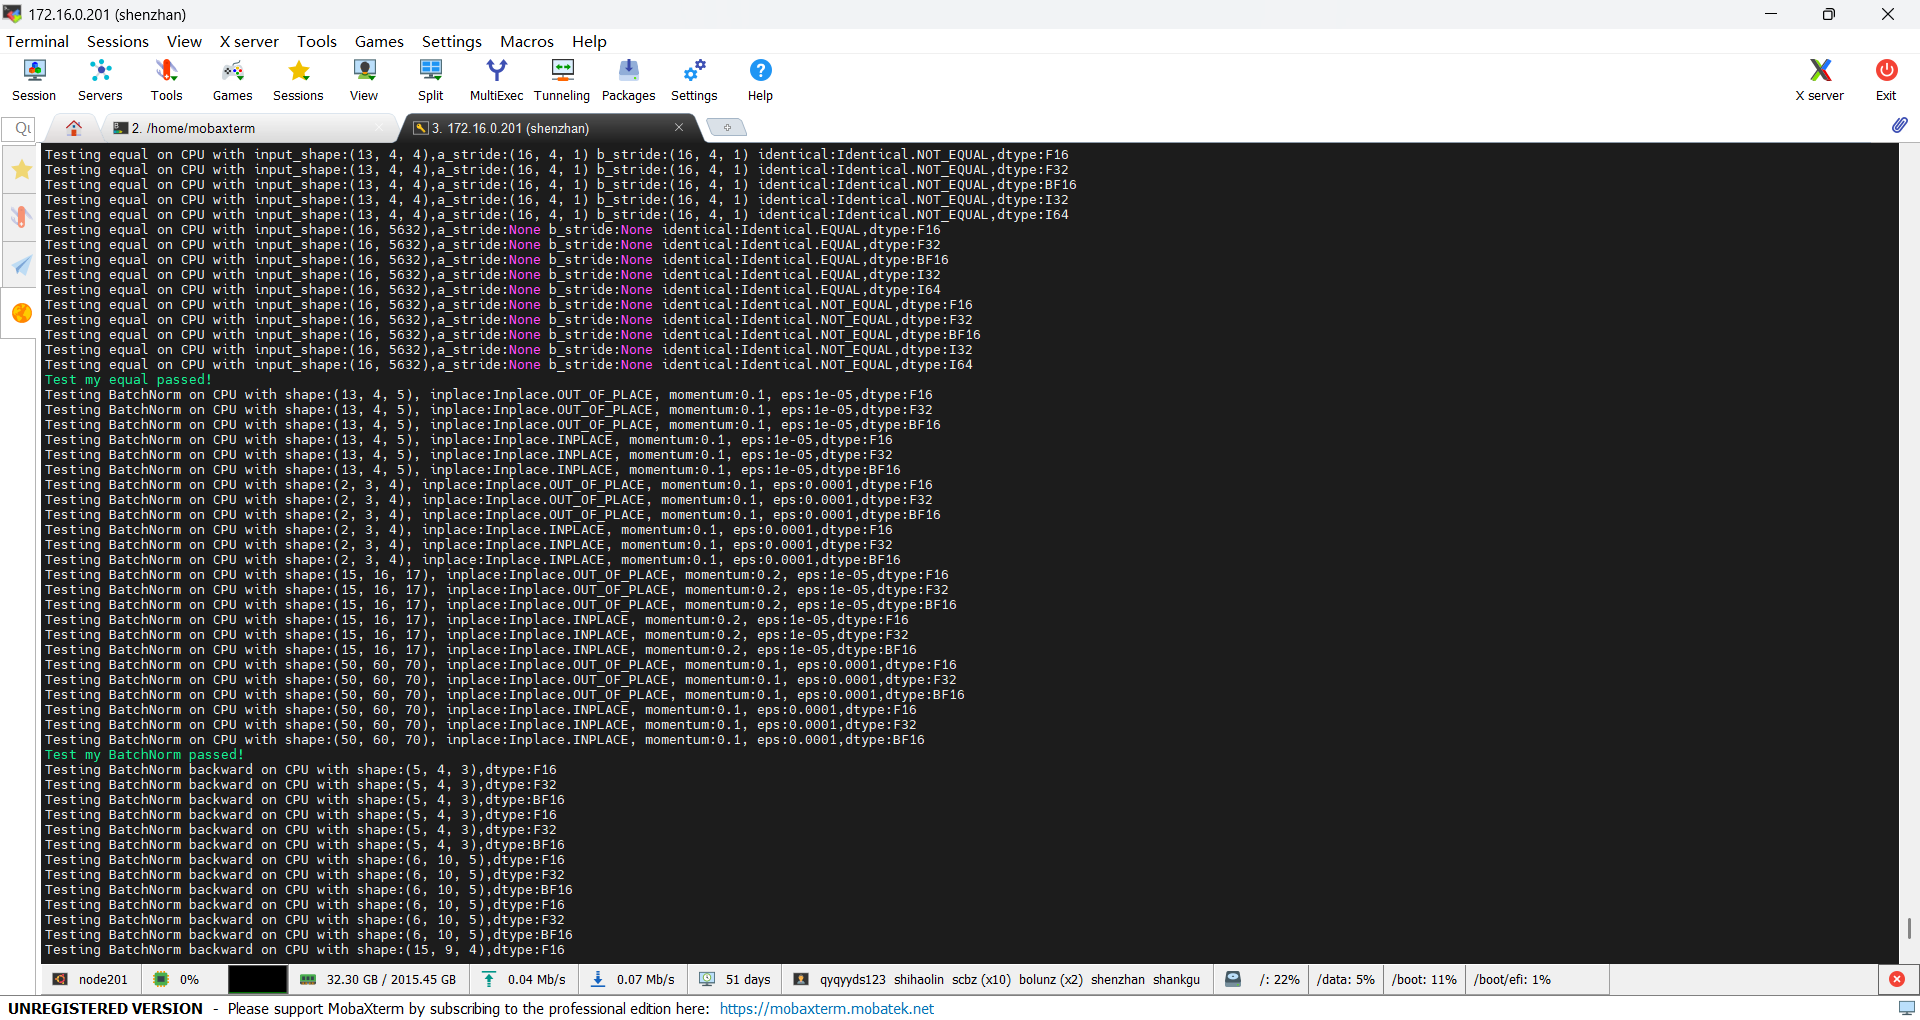 172.16.0.201 (shenzhan)
Terminal Sessions View X server Tools Games Settings Macros Help
Session Servers Tools Games Sessions View Split MultiExec Tunneling Packages Settings Help X server Exit
2. /home/mobaxterm
3. 172.16.0.201 (shenzhan)
Testing equal on CPU with input_shape:(13, 4, 4),a_stride:(16, 4, 1) b_stride:(16, 4, 1) identical:Identical.NOT_EQUAL,dtype:F16
Testing equal on CPU with input_shape:(13, 4, 4),a_stride:(16, 4, 1) b_stride:(16, 4, 1) identical:Identical.NOT_EQUAL,dtype:F32
Testing equal on CPU with input_shape:(13, 4, 4),a_stride:(16, 4, 1) b_stride:(16, 4, 1) identical:Identical.NOT_EQUAL,dtype:BF16
Testing equal on CPU with input_shape:(13, 4, 4),a_stride:(16, 4, 1) b_stride:(16, 4, 1) identical:Identical.NOT_EQUAL,dtype:I32
Testing equal on CPU with input_shape:(13, 4, 4),a_stride:(16, 4, 1) b_stride:(16, 4, 1) identical:Identical.NOT_EQUAL,dtype:I64
Testing equal on CPU with input_shape:(16, 5632),a_stride:None b_stride:None identical:Identical.EQUAL,dtype:F16
Testing equal on CPU with input_shape:(16, 5632),a_stride:None b_stride:None identical:Identical.EQUAL,dtype:F32
Testing equal on CPU with input_shape:(16, 5632),a_stride:None b_stride:None identical:Identical.EQUAL,dtype:BF16
Testing equal on CPU with input_shape:(16, 5632),a_stride:None b_stride:None identical:Identical.EQUAL,dtype:I32
Testing equal on CPU with input_shape:(16, 5632),a_stride:None b_stride:None identical:Identical.EQUAL,dtype:I64
Testing equal on CPU with input_shape:(16, 5632),a_stride:None b_stride:None identical:Identical.NOT_EQUAL,dtype:F16
Testing equal on CPU with input_shape:(16, 5632),a_stride:None b_stride:None identical:Identical.NOT_EQUAL,dtype:F32
Testing equal on CPU with input_shape:(16, 5632),a_stride:None b_stride:None identical:Identical.NOT_EQUAL,dtype:BF16
Testing equal on CPU with input_shape:(16, 5632),a_stride:None b_stride:None identical:Identical.NOT_EQUAL,dtype:I32
Testing equal on CPU with input_shape:(16, 5632),a_stride:None b_stride:None identical:Identical.NOT_EQUAL,dtype:I64
Test my equal passed!
Testing BatchNorm on CPU with shape:(13, 4, 5), inplace:Inplace.OUT_OF_PLACE, momentum:0.1, eps:1e-05,dtype:F16
Testing BatchNorm on CPU with shape:(13, 4, 5), inplace:Inplace.OUT_OF_PLACE, momentum:0.1, eps:1e-05,dtype:F32
Testing BatchNorm on CPU with shape:(13, 4, 5), inplace:Inplace.OUT_OF_PLACE, momentum:0.1, eps:1e-05,dtype:BF16
Testing BatchNorm on CPU with shape:(13, 4, 5), inplace:Inplace.INPLACE, momentum:0.1, eps:1e-05,dtype:F16
Testing BatchNorm on CPU with shape:(13, 4, 5), inplace:Inplace.INPLACE, momentum:0.1, eps:1e-05,dtype:F32
Testing BatchNorm on CPU with shape:(13, 4, 5), inplace:Inplace.INPLACE, momentum:0.1, eps:1e-05,dtype:BF16
Testing BatchNorm on CPU with shape:(2, 3, 4), inplace:Inplace.OUT_OF_PLACE, momentum:0.1, eps:0.0001,dtype:F16
Testing BatchNorm on CPU with shape:(2, 3, 4), inplace:Inplace.OUT_OF_PLACE, momentum:0.1, eps:0.0001,dtype:F32
Testing BatchNorm on CPU with shape:(2, 3, 4), inplace:Inplace.OUT_OF_PLACE, momentum:0.1, eps:0.0001,dtype:BF16
Testing BatchNorm on CPU with shape:(2, 3, 4), inplace:Inplace.INPLACE, momentum:0.1, eps:0.0001,dtype:F16
Testing BatchNorm on CPU with shape:(2, 3, 4), inplace:Inplace.INPLACE, momentum:0.1, eps:0.0001,dtype:F32
Testing BatchNorm on CPU with shape:(2, 3, 4), inplace:Inplace.INPLACE, momentum:0.1, eps:0.0001,dtype:BF16
Testing BatchNorm on CPU with shape:(15, 16, 17), inplace:Inplace.OUT_OF_PLACE, momentum:0.2, eps:1e-05,dtype:F16
Testing BatchNorm on CPU with shape:(15, 16, 17), inplace:Inplace.OUT_OF_PLACE, momentum:0.2, eps:1e-05,dtype:F32
Testing BatchNorm on CPU with shape:(15, 16, 17), inplace:Inplace.OUT_OF_PLACE, momentum:0.2, eps:1e-05,dtype:BF16
Testing BatchNorm on CPU with shape:(15, 16, 17), inplace:Inplace.INPLACE, momentum:0.2, eps:1e-05,dtype:F16
Testing BatchNorm on CPU with shape:(15, 16, 17), inplace:Inplace.INPLACE, momentum:0.2, eps:1e-05,dtype:F32
Testing BatchNorm on CPU with shape:(15, 16, 17), inplace:Inplace.INPLACE, momentum:0.2, eps:1e-05,dtype:BF16
Testing BatchNorm on CPU with shape:(50, 60, 70), inplace:Inplace.OUT_OF_PLACE, momentum:0.1, eps:0.0001,dtype:F16
Testing BatchNorm on CPU with shape:(50, 60, 70), inplace:Inplace.OUT_OF_PLACE, momentum:0.1, eps:0.0001,dtype:F32
Testing BatchNorm on CPU with shape:(50, 60, 70), inplace:Inplace.OUT_OF_PLACE, momentum:0.1, eps:0.0001,dtype:BF16
Testing BatchNorm on CPU with shape:(50, 60, 70), inplace:Inplace.INPLACE, momentum:0.1, eps:0.0001,dtype:F16
Testing BatchNorm on CPU with shape:(50, 60, 70), inplace:Inplace.INPLACE, momentum:0.1, eps:0.0001,dtype:F32
Testing BatchNorm on CPU with shape:(50, 60, 70), inplace:Inplace.INPLACE, momentum:0.1, eps:0.0001,dtype:BF16
Test my BatchNorm passed!
Testing BatchNorm backward on CPU with shape:(5, 4, 3),dtype:F16
Testing BatchNorm backward on CPU with shape:(5, 4, 3),dtype:F32
Testing BatchNorm backward on CPU with shape:(5, 4, 3),dtype:BF16
Testing BatchNorm backward on CPU with shape:(5, 4, 3),dtype:F16
Testing BatchNorm backward on CPU with shape:(5, 4, 3),dtype:F32
Testing BatchNorm backward on CPU with shape:(5, 4, 3),dtype:BF16
Testing BatchNorm backward on CPU with shape:(6, 10, 5),dtype:F16
Testing BatchNorm backward on CPU with shape:(6, 10, 5),dtype:F32
Testing BatchNorm backward on CPU with shape:(6, 10, 5),dtype:BF16
Testing BatchNorm backward on CPU with shape:(6, 10, 5),dtype:F16
Testing BatchNorm backward on CPU with shape:(6, 10, 5),dtype:F32
Testing BatchNorm backward on CPU with shape:(6, 10, 5),dtype:BF16
Testing BatchNorm backward on CPU with shape:(15, 9, 4),dtype:F16
node201 0% 32.30 GB / 2015.45 GB 0.04 Mb/s 0.07 Mb/s 51 days qyqyyds123 shihaolin scbz (x10) bolunz (x2) shenzhan shankgu /: 22% /data: 5% /boot: 11% /boot/efi: 1%
UNREGISTERED VERSION - Please support MobaXterm by subscribing to the professional edition here: https://mobaxterm.mobatek.net